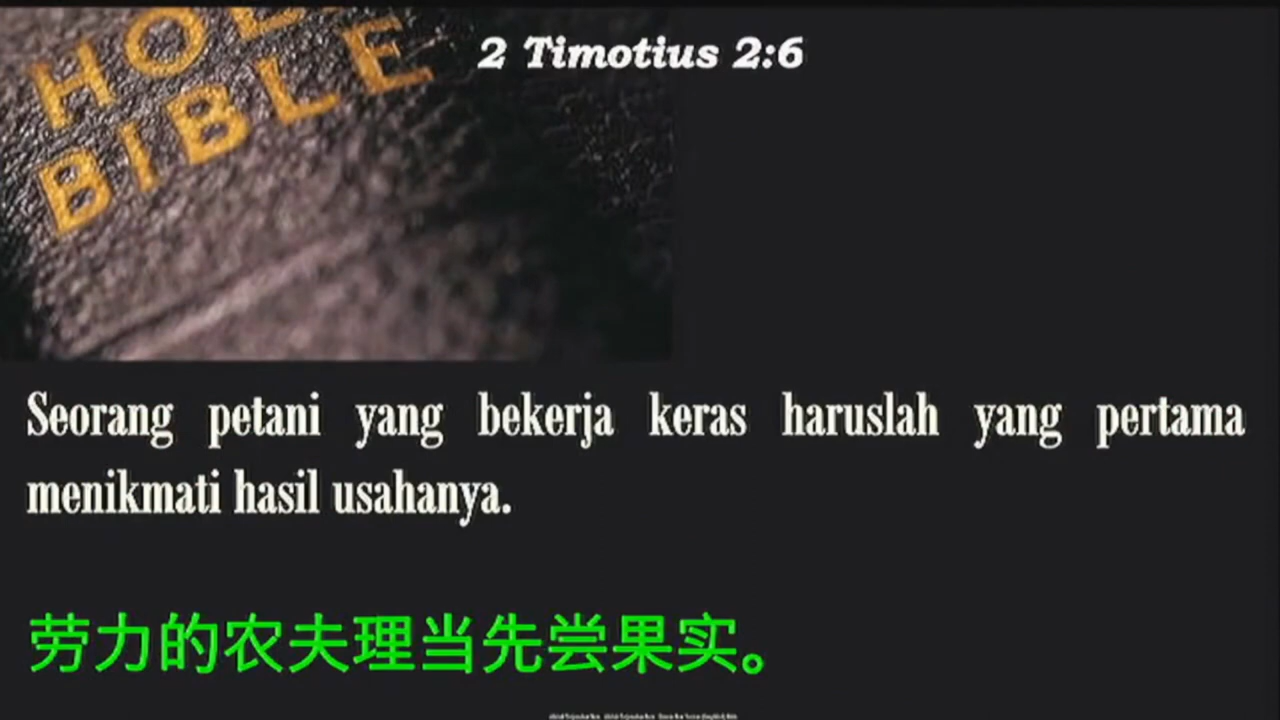 HOLY
BIBLE
2 Timotius 2:6
Seorang petani yang bekerja keras haruslah yang pertama
menikmati hasil usahanya.
劳力的农夫理当先尝果实。